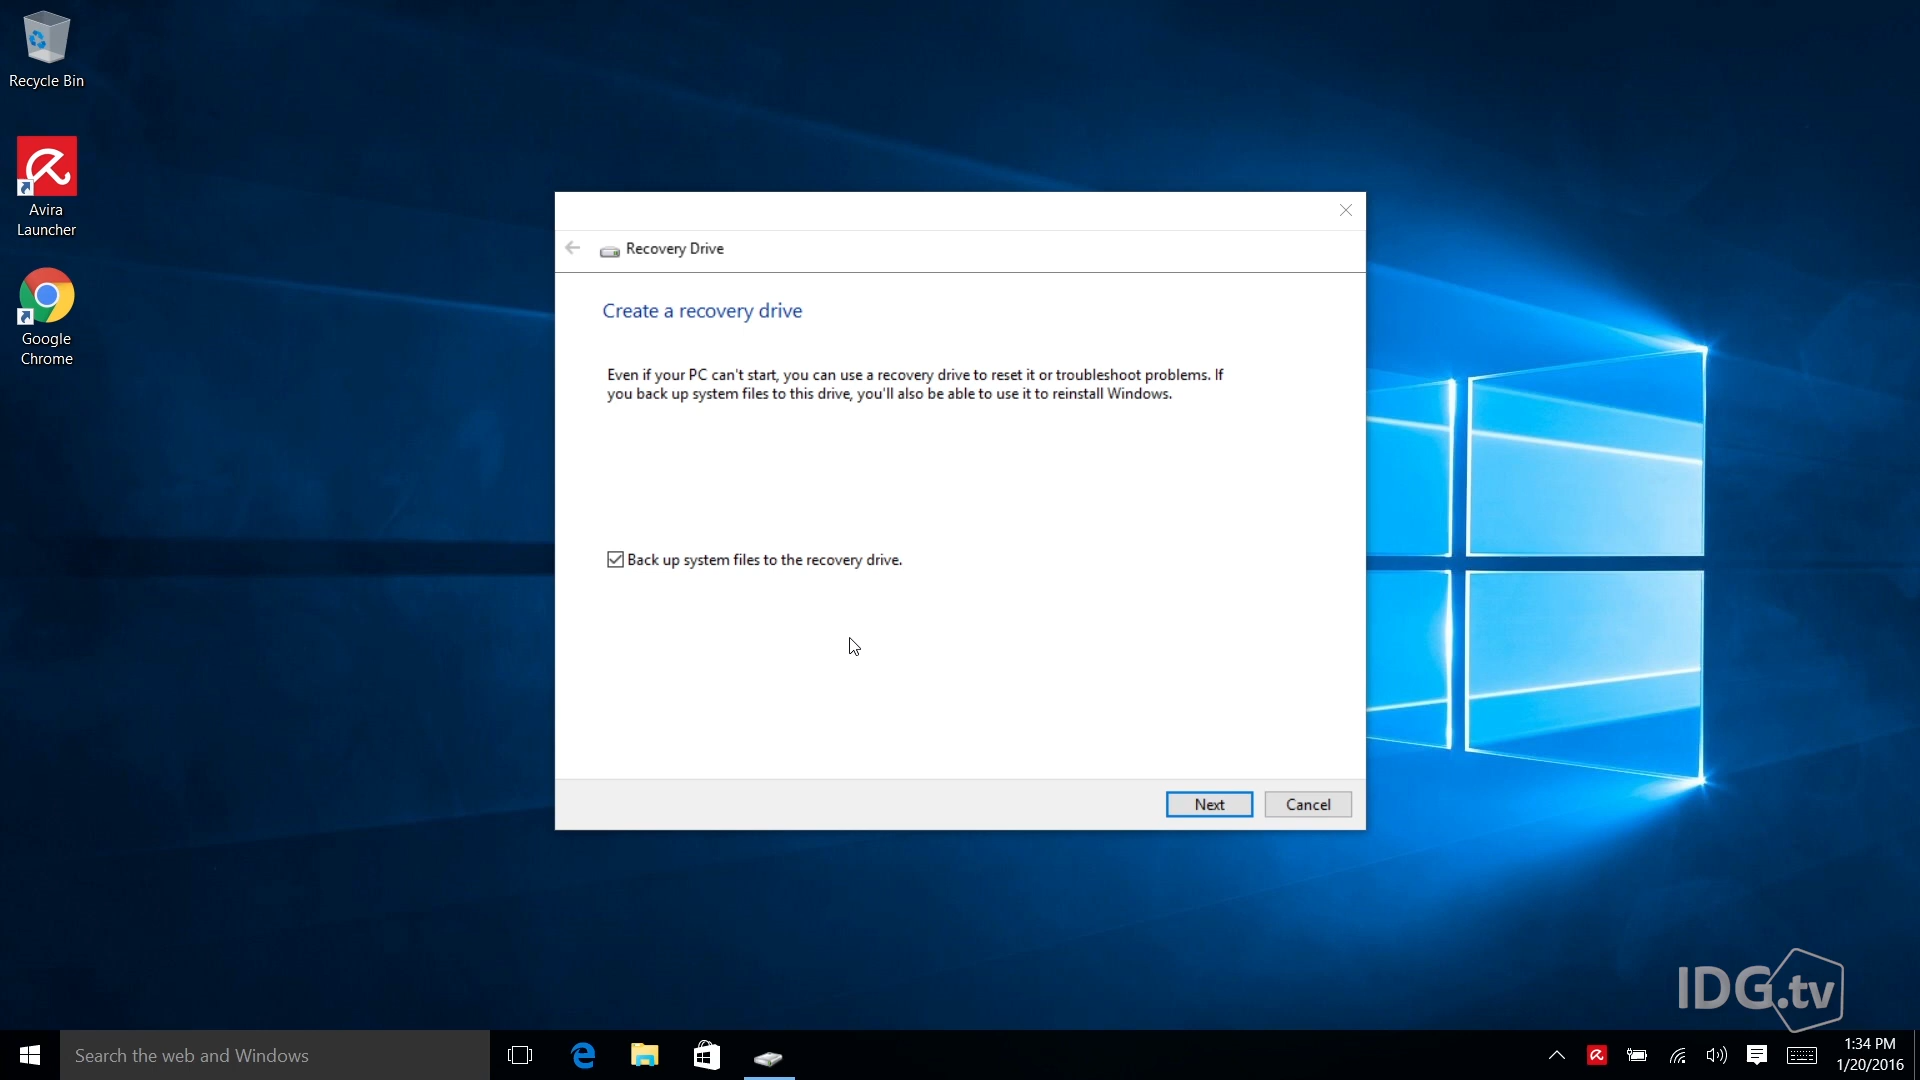 Recycle Bin
Avira
Launcher
Google
Chrome
Recovery Drive
Create a recovery drive
Even if your PC can't start, you can use a recovery drive to reset it or troubleshoot problems. If
you back up system files to this drive, you'll also be able to use it to reinstall Windows.
Back up system files to the recovery drive.
Next
Cancel
IDG.tv
Search the web and Windows
1:34 PM
1/20/2016